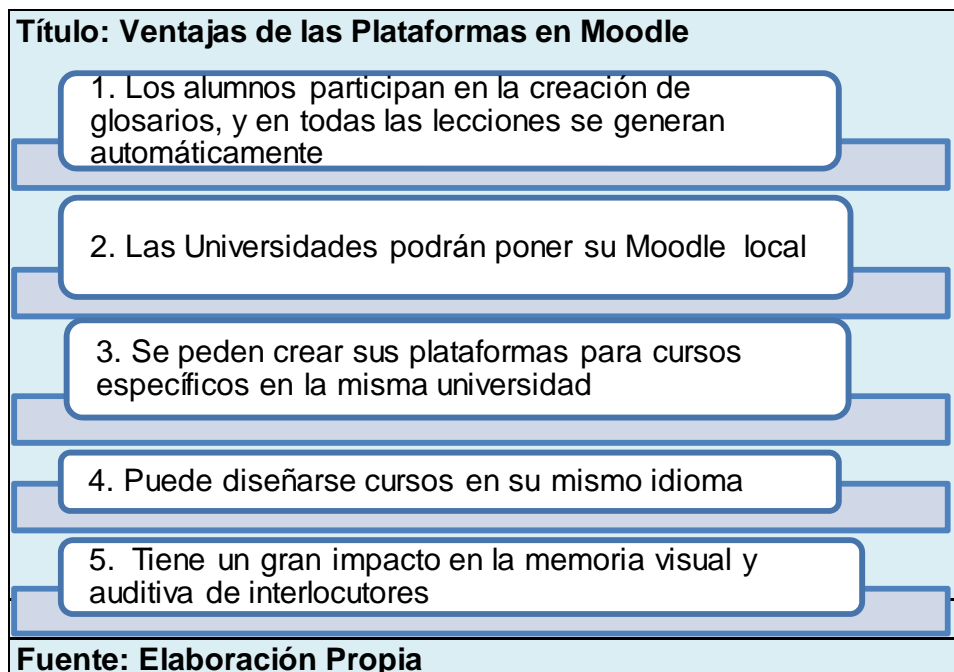 Título: Ventajas de las Plataformas en Moodle
1. Los alumnos participan en la creación de
glosarios, y en todas las lecciones se generan
automáticamente
2. Las Universidades podrán poner su Moodle local
3. Se peden crear sus plataformas para cursos
específicos en la misma universidad
4. Puede diseñarse cursos en su mismo idioma
5. Tiene un gran impacto en la memoria visual y
auditiva de interlocutores
Fuente: Elaboración Propia